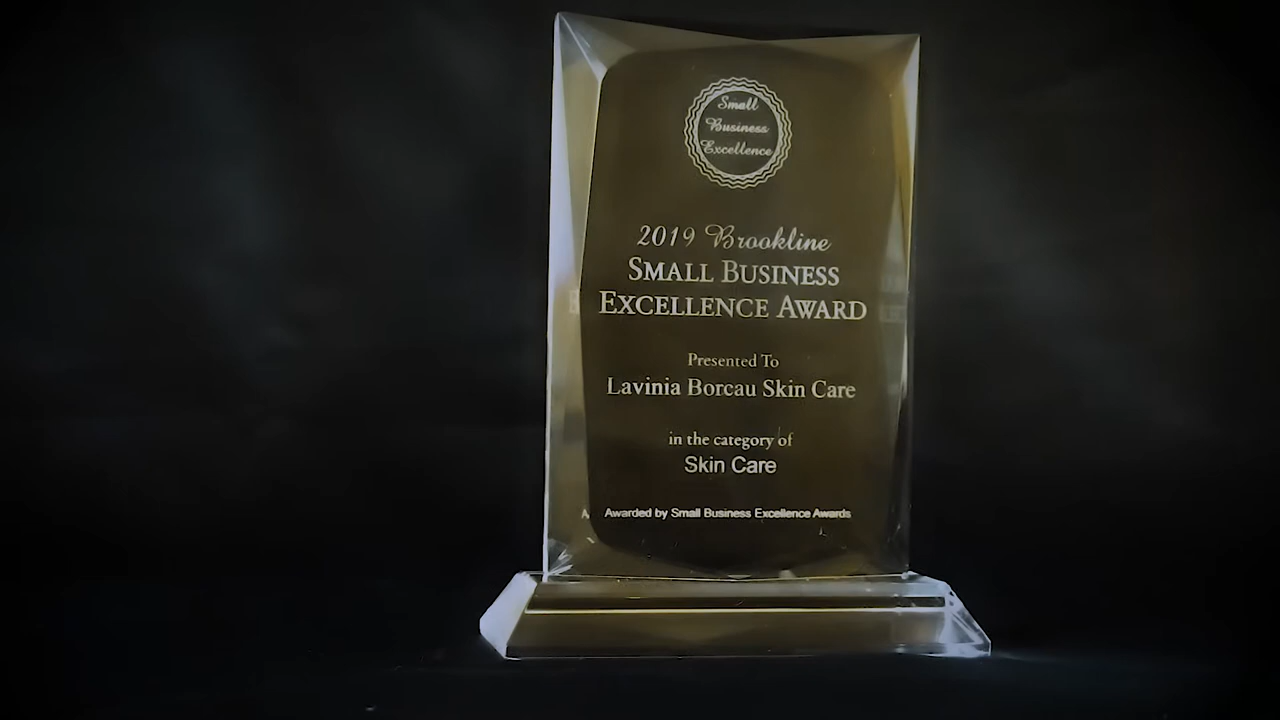 Small
Business
Excellence
2019 Brookline
SMALL BUSINESS
EXCELLENCE AWARD
Presented To
Lavinia Borcau Skin Care
in the category of
Skin Care
Awarded by Small Business Excellence Awards